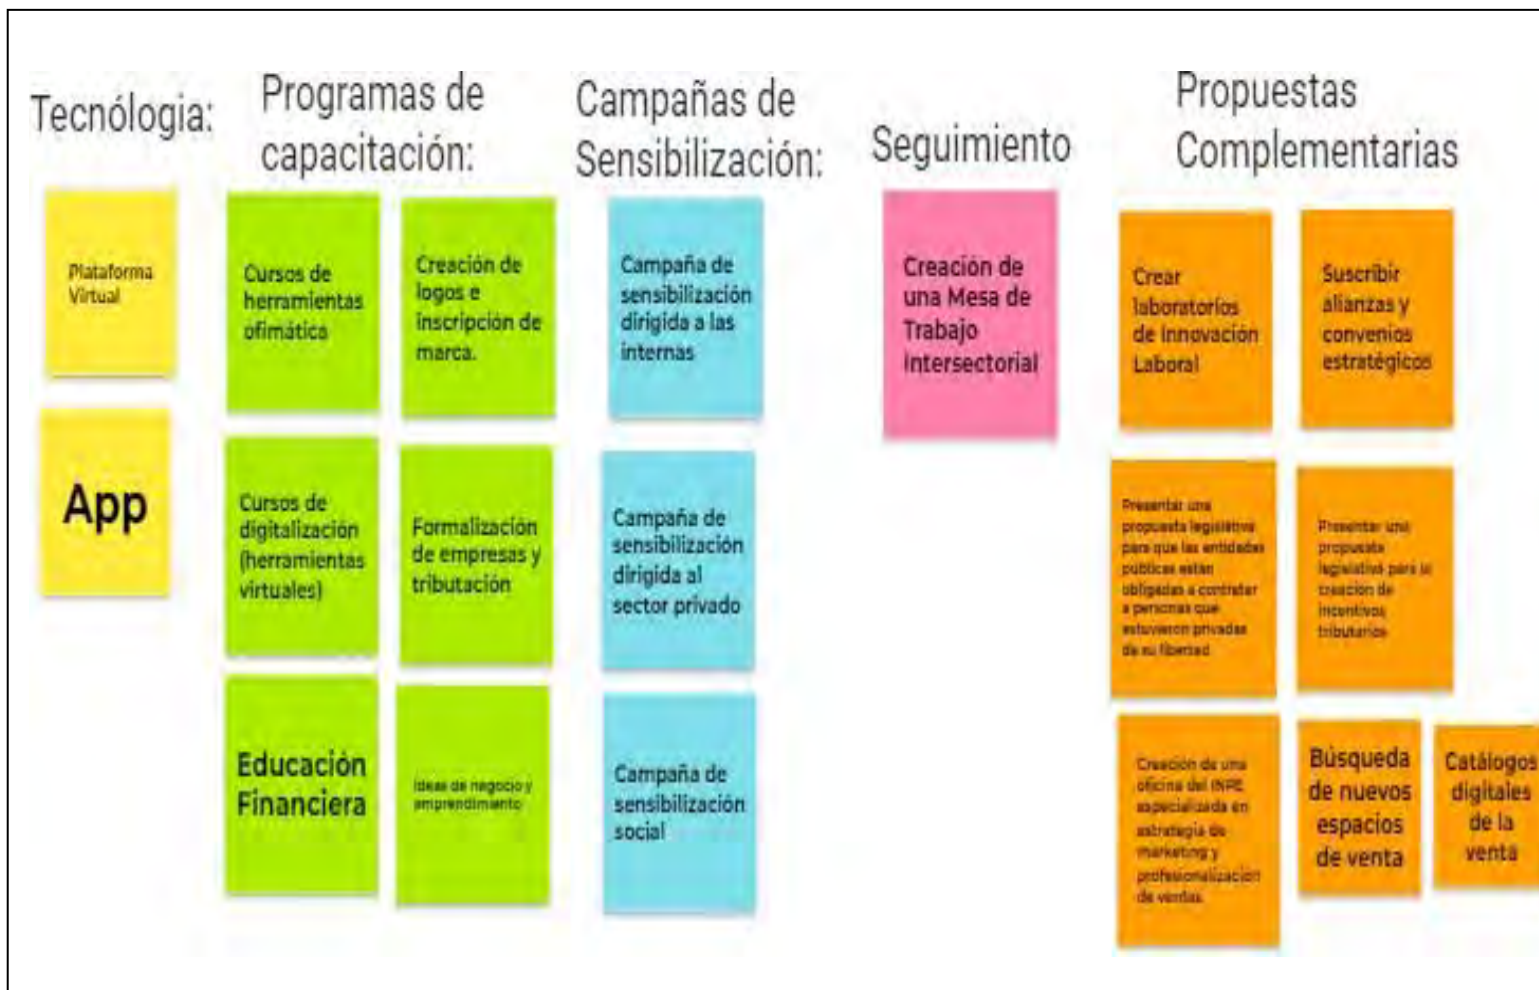 Tecnólogia:
Plataforma
Virtual
App
Programas de
capacitación:
Cursos de
herramientas
ofimática
Creación de
logos e
inscripción de
marca.
Cursos de
digitalización
(herramientas
virtuales)
Formalización
de empresas y
tributación
Educación
Financiera
Ideas de negocio y
emprendimiento
Campañas de
Sensibilización:
Campaña de
sensibilización
dirigida a las
internas
Campaña de
sensibilización
dirigida al
sector privado
Campaña de
sensibilización
social
Seguimiento
Creación de
una Mesa de
Trabajo
Intersectorial
Propuestas
Complementarias
Crear
laboratorios
de Innovación
Laboral
Suscribir
alianzas y
convenios
estratégicos
Presentar una
propuesta legislativa
para que las entidades
públicas están
obligadas a contratar
a personas que
estuvieron privadas
de su libertad
Presentar una
propuesta
legislativa para la
creación de
incentivos
tributarios
Creación de una
oficina del INPE
especializada en
estrategia de
marketing y
profesionalización
de ventas.
Búsqueda
de nuevos
espacios
de venta
Catálogos
digitales
de la
venta